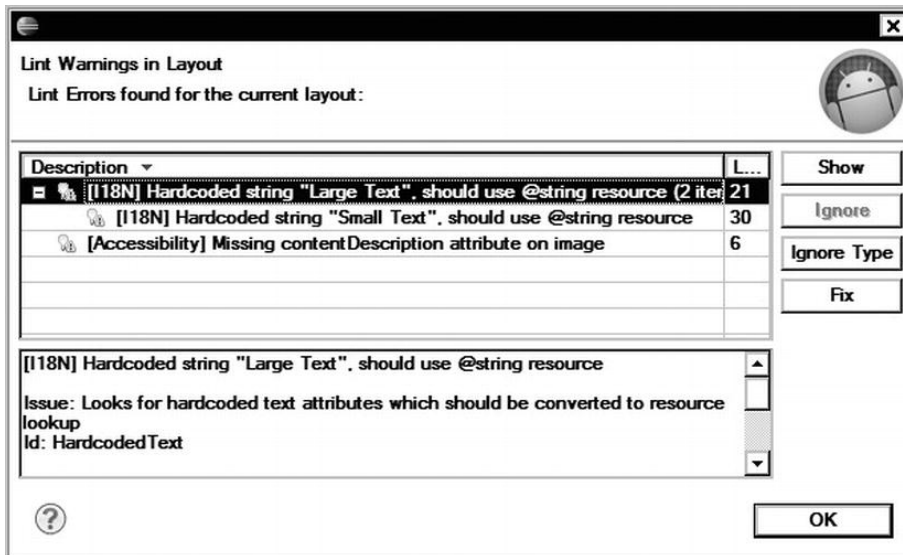 Lint Warnings in Layout
Lint Errors found for the current layout:
Description L...
[I18N] Hardcoded string "Large Text", should use @string resource (2 iter 21
[I18N] Hardcoded string "Small Text", should use @string resource 30
[Accessibility] Missing contentDescription attribute on image 6
Show
Ignore
Ignore Type
Fix
[I18N] Hardcoded string "Large Text", should use @string resource
Issue: Looks for hardcoded text attributes which should be converted to resource
lookup
Id: HardcodedText
OK